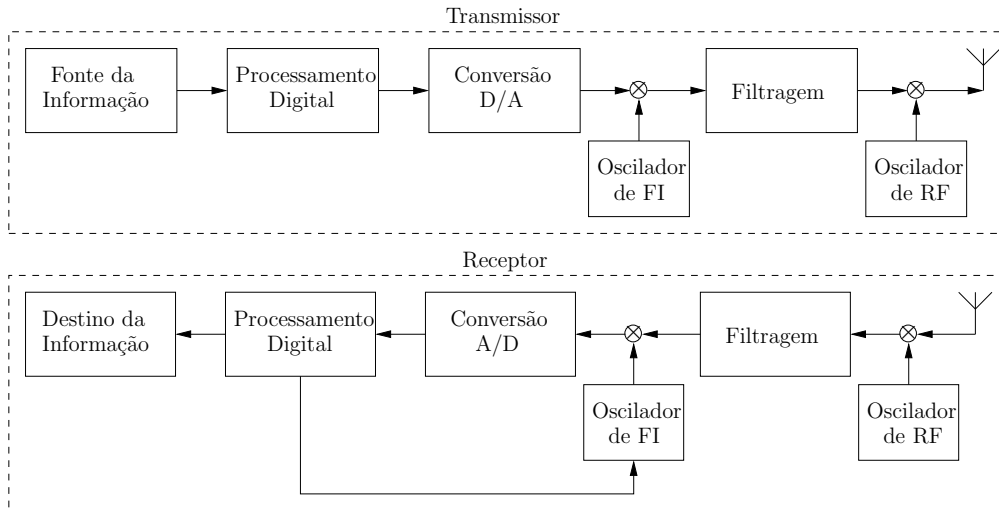 Transmissor
Fonte da
Informação
Processamento
Digital
Conversão
D/A
Filtragem
Oscilador
de FI
Oscilador
de RF
Receptor
Destino da
Informação
Processamento
Digital
Conversão
A/D
Filtragem
Oscilador
de FI
Oscilador
de RF